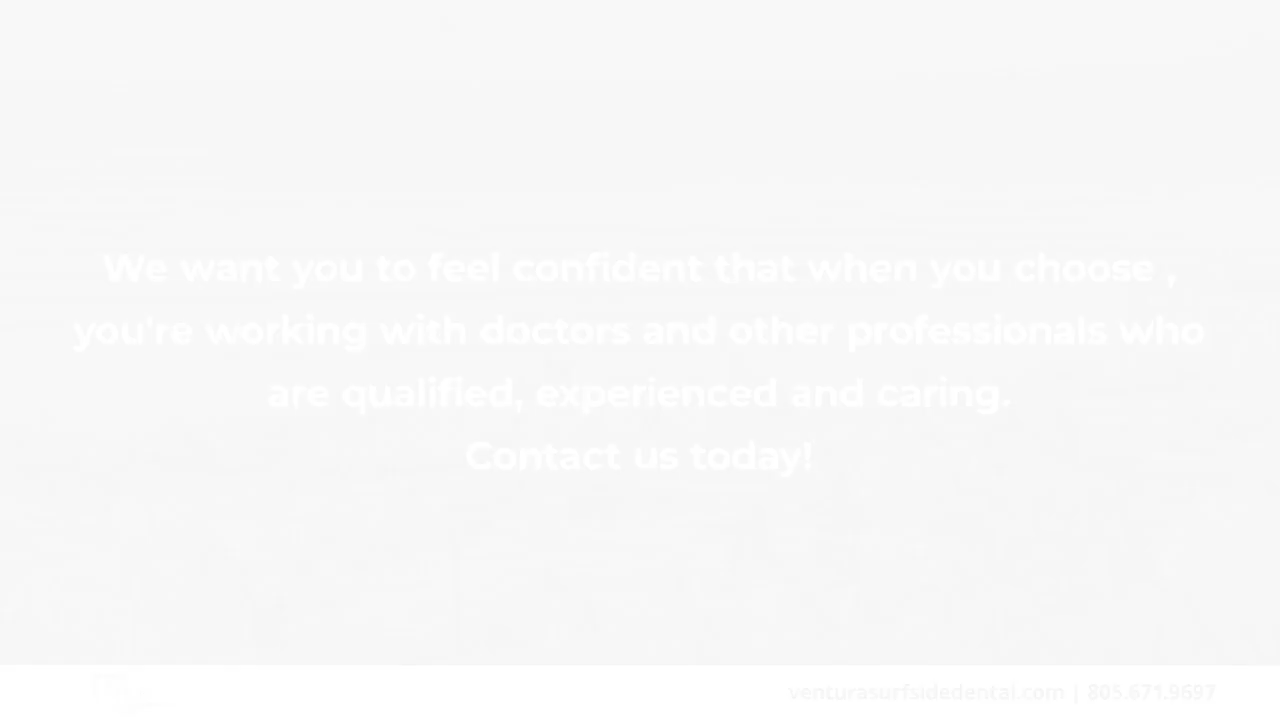 We want you to feel confident that when you choose ,
you're working with doctors and other professionals who
are qualified, experienced and caring.
Contact us today!
venturasurfsidedental.com | 805.671.9697